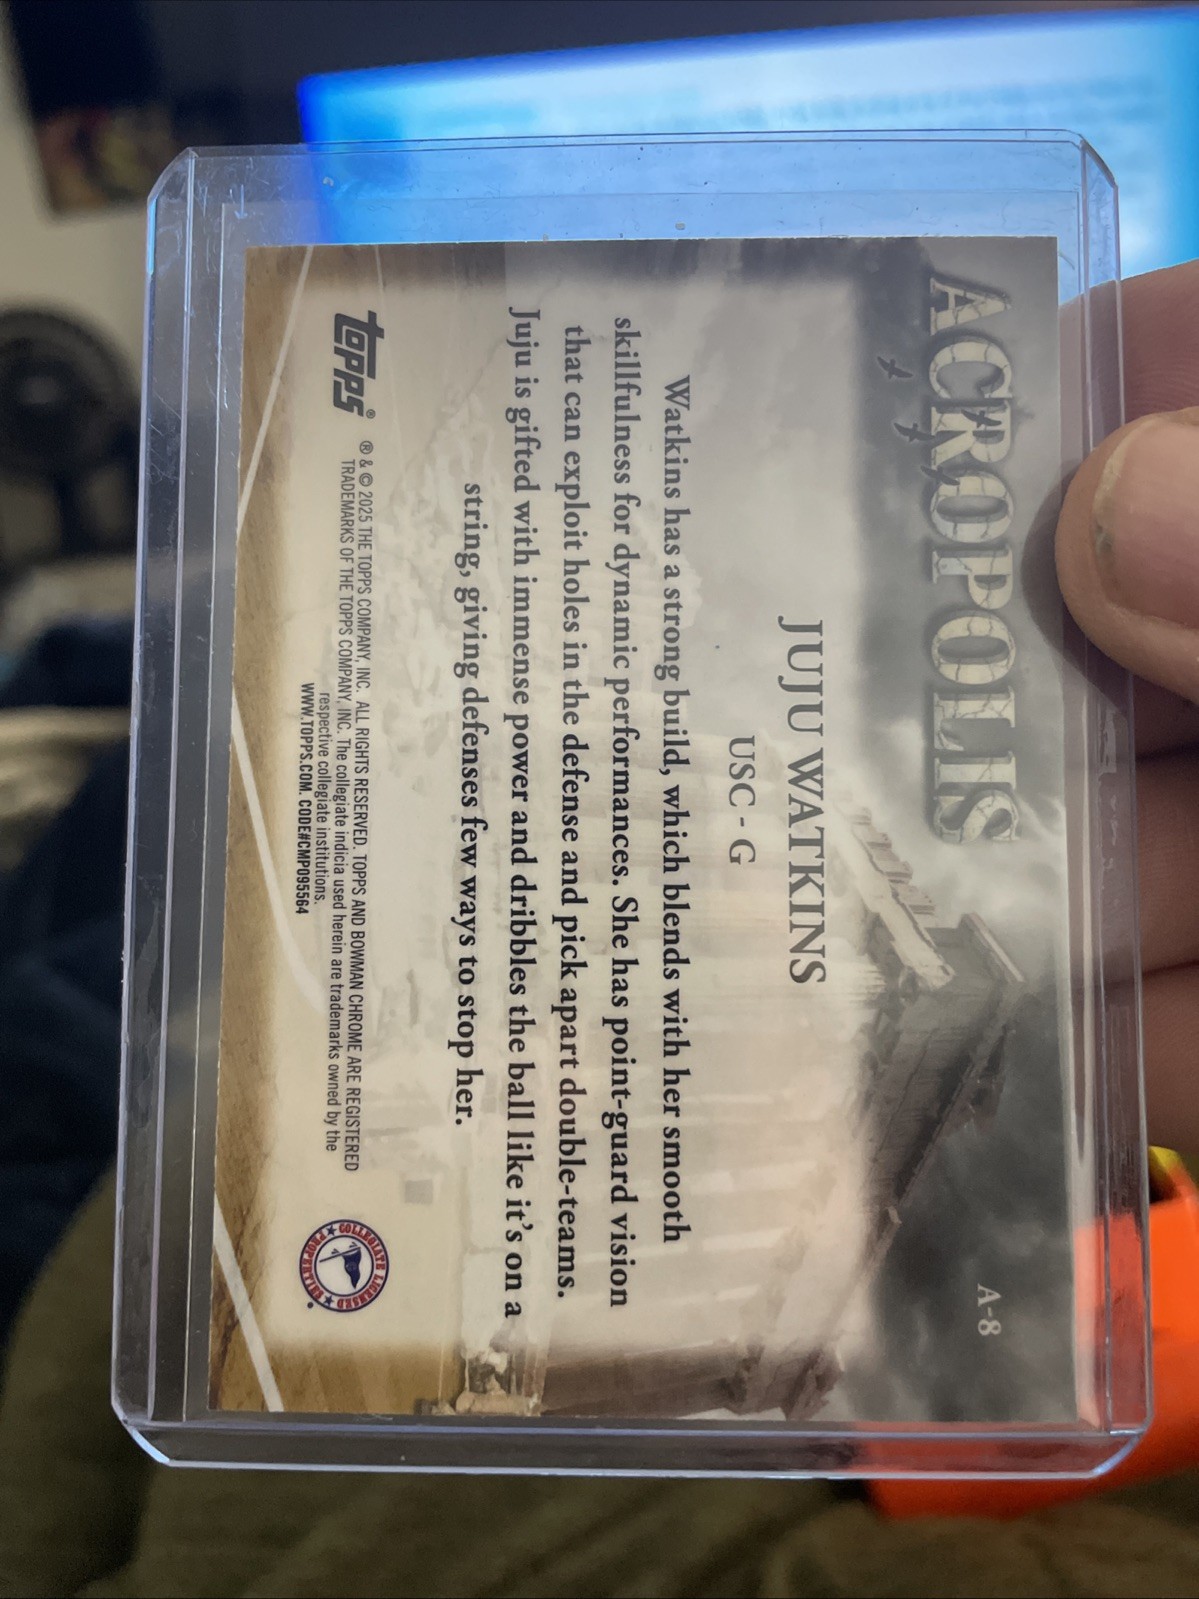 ACROPOLIS
A-8
JUJU WATKINS
USC - G
Watkins has a strong build, which blends with her smooth
skillfulness for dynamic performances. She has point-guard vision
that can exploit holes in the defense and pick apart double-teams.
Juju is gifted with immense power and dribbles the ball like it's on a
string, giving defenses few ways to stop her.
topps®
® & © 2025 THE TOPPS COMPANY, INC. ALL RIGHTS RESERVED. TOPPS AND BOWMAN CHROME ARE REGISTERED
TRADEMARKS OF THE TOPPS COMPANY, INC. The collegiate indicia used herein are trademarks owned by the
respective collegiate institutions.
WWW.TOPPS.COM. CODE#CMP095564
COLLEGIATE LICENSED
PROPERTIES